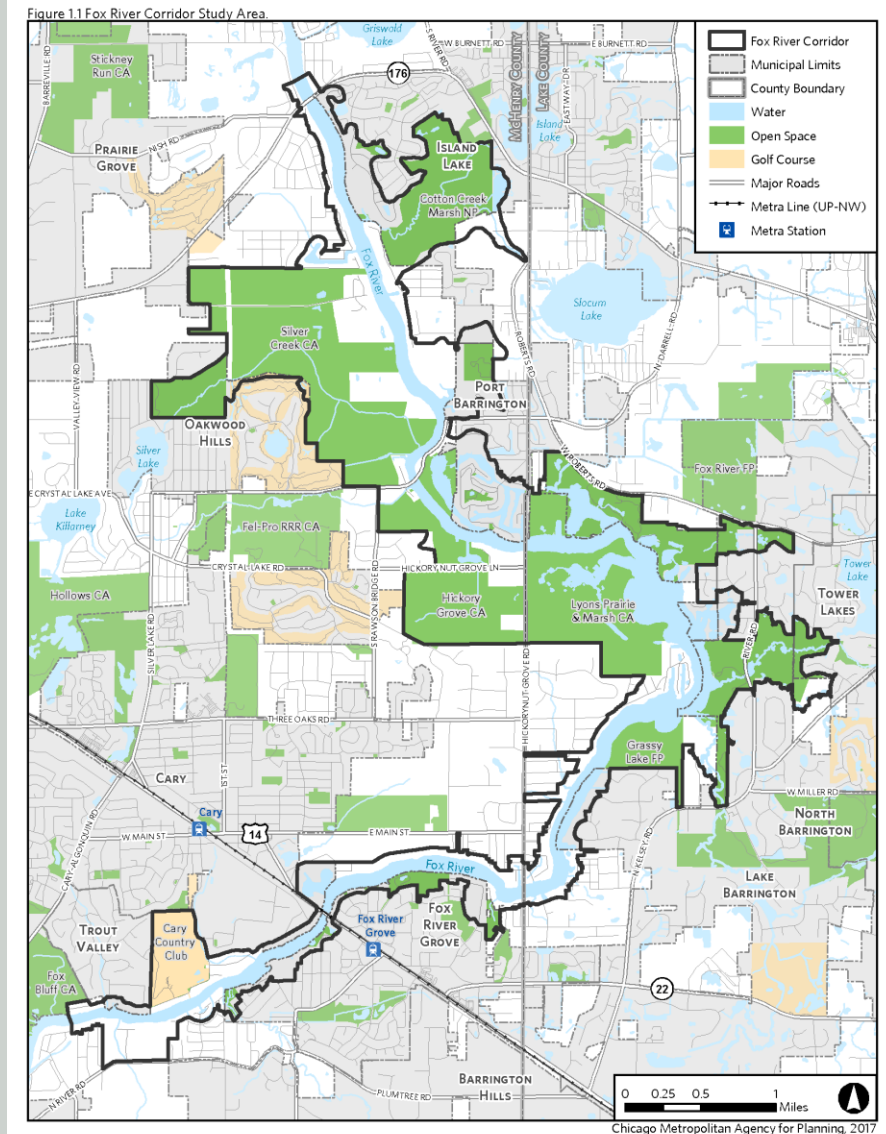 Figure 1.1 Fox River Corridor Study Area.
Fox River Corridor
Municipal Limits
County Boundary
Water
Open Space
Golf Course
Major Roads
Metra Line (UP-NW)
Metra Station
Griswold
Lake
Stickney
Run CA
BARREVILLE RD
W BURNETT RD
E BURNETT RD
S RIVER RD
176
MCHENRY COUNTY
LAKE COUNTY
EASTWAY DR
Island
Lake
NISH RD
PRAIRIE
GROVE
ISLAND
LAKE
Cotton Creek
Marsh NP
Fox River
Slocum
Lake
Silver
Creek CA
ROBERTS RD
N DARRELL RD
VALLEY VIEW RD
PORT
BARRINGTON
OAKWOOD
HILLS
Silver
Lake
W ROBERTS RD
Fox River FP
E CRYSTAL LAKE AVE
Lake
Killarney
Fel-Pro RRR CA
CRYSTAL LAKE RD
HICKORY NUT GROVE LN
Tower
Lake
Hollows CA
Hickory
Grove CA
Lyons Prairie
& Marsh CA
TOWER
LAKES
SILVER LAKE RD
S RAWSON BRIDGE RD
RIVER RD
HICKORY NUT GROVE RD
THREE OAKS RD
Grassy
Lake FP
CARY
1ST ST
W MILLER RD
Cary
NORTH
BARRINGTON
W MAIN ST
14
E MAIN ST
CARY-ALGONQUIN RD
N KELSEY RD
Fox River
LAKE
BARRINGTON
TROUT
VALLEY
Cary
Country
Club
Fox River
Grove
FOX
RIVER
GROVE
Fox
Bluff CA
22
BARRINGTON
HILLS
N RIVER RD
PLUMTREE RD
0 0.25 0.5 1
Miles
Chicago Metropolitan Agency for Planning, 2017